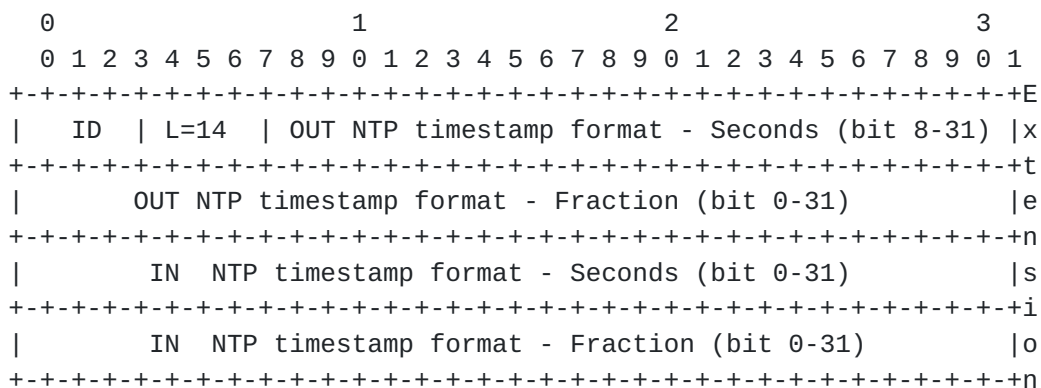 0                   1                   2                   3
0 1 2 3 4 5 6 7 8 9 0 1 2 3 4 5 6 7 8 9 0 1 2 3 4 5 6 7 8 9 0 1
+-+-+-+-+-+-+-+-+-+-+-+-+-+-+-+-+-+-+-+-+-+-+-+-+-+-+-+-+-+-+-+-+E
|   ID  | L=14  | OUT NTP timestamp format - Seconds (bit 8-31) |x
+-+-+-+-+-+-+-+-+-+-+-+-+-+-+-+-+-+-+-+-+-+-+-+-+-+-+-+-+-+-+-+-+t
|       OUT NTP timestamp format - Fraction (bit 0-31)          |e
+-+-+-+-+-+-+-+-+-+-+-+-+-+-+-+-+-+-+-+-+-+-+-+-+-+-+-+-+-+-+-+-+n
|        IN  NTP timestamp format - Seconds (bit 0-31)          |s
+-+-+-+-+-+-+-+-+-+-+-+-+-+-+-+-+-+-+-+-+-+-+-+-+-+-+-+-+-+-+-+-+i
|        IN  NTP timestamp format - Fraction (bit 0-31)         |o
+-+-+-+-+-+-+-+-+-+-+-+-+-+-+-+-+-+-+-+-+-+-+-+-+-+-+-+-+-+-+-+-+n